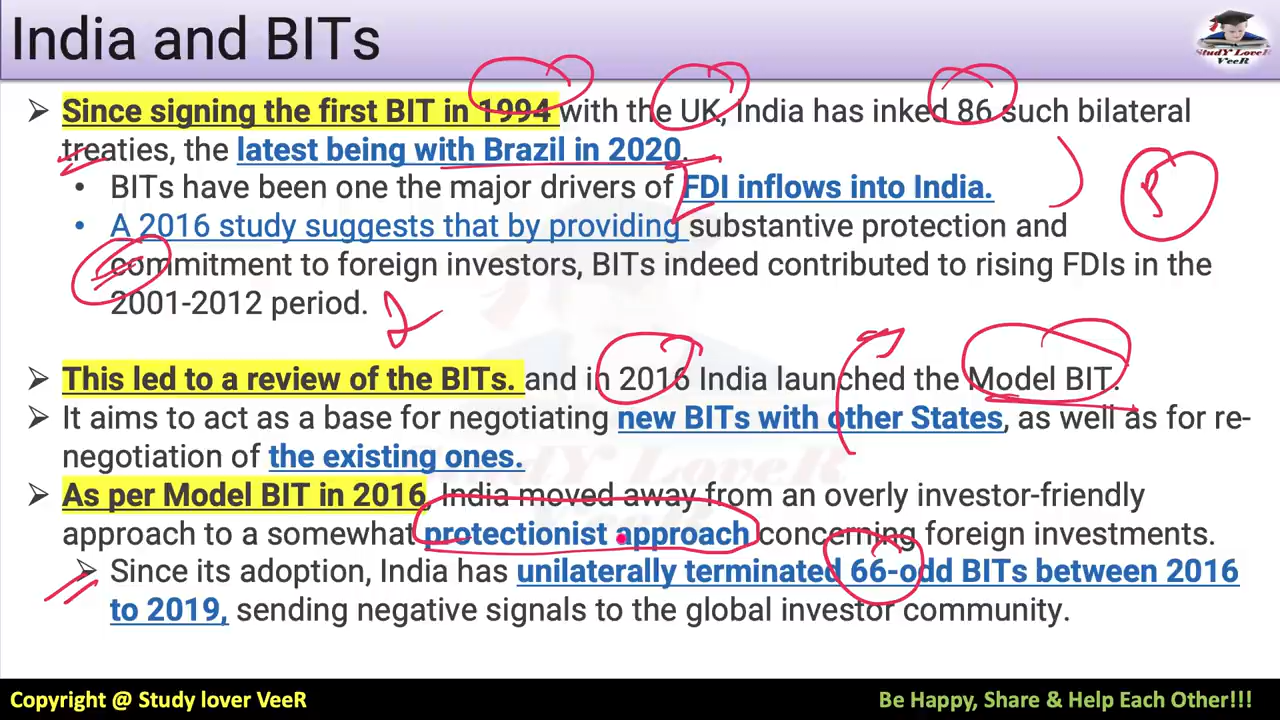 India and BITs
StudY LoveR
VeeR
➢ Since signing the first BIT in 1994 with the UK, India has inked 86 such bilateral
treaties, the latest being with Brazil in 2020.
• BITs have been one the major drivers of FDI inflows into India.
• A 2016 study suggests that by providing substantive protection and
commitment to foreign investors, BITs indeed contributed to rising FDIs in the
2001-2012 period.
➢ This led to a review of the BITs. and in 2016 India launched the Model BIT.
➢ It aims to act as a base for negotiating new BITs with other States, as well as for re-
negotiation of the existing ones.
StudY LoveR
VeeR
➢ As per Model BIT in 2016, India moved away from an overly investor-friendly
approach to a somewhat protectionist approach concerning foreign investments.
➢ Since its adoption, India has unilaterally terminated 66-odd BITs between 2016
to 2019, sending negative signals to the global investor community.
Copyright @ Study lover VeeR
Be Happy, Share & Help Each Other!!!